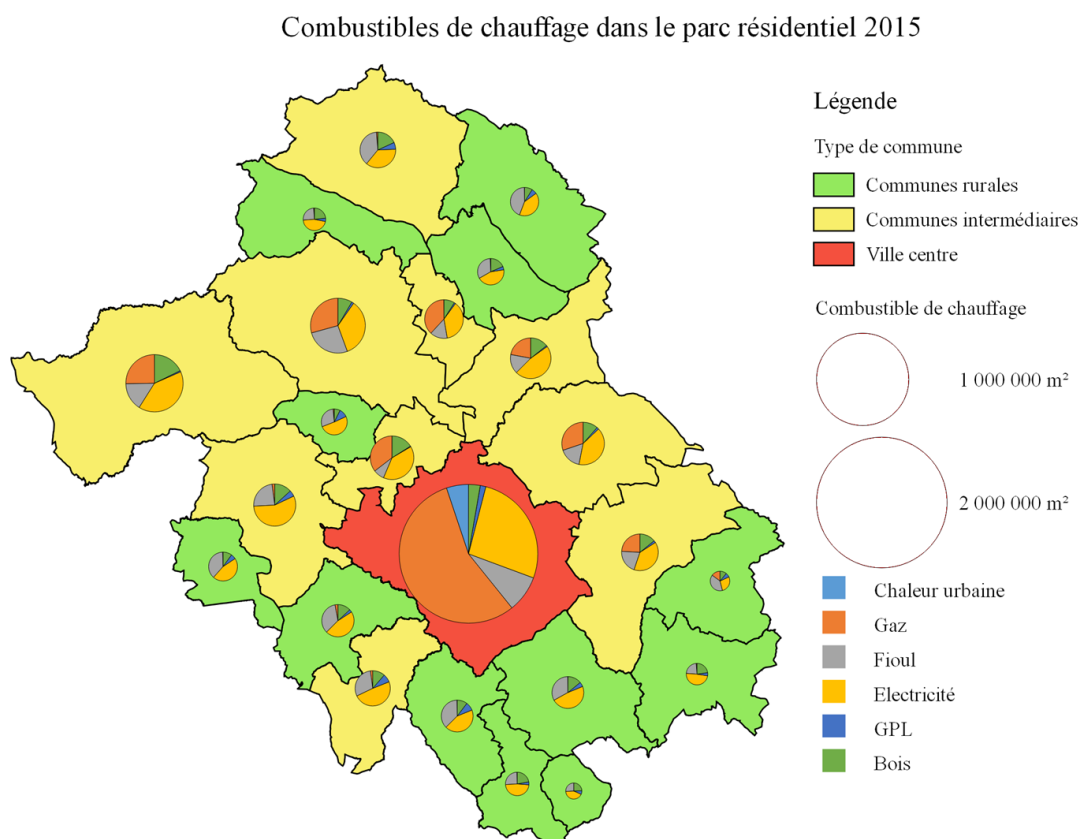 Combustibles de chauffage dans le parc résidentiel 2015
Légende
Type de commune
Communes rurales
Communes intermédiaires
Ville centre
Combustible de chauffage
1 000 000 m²
2 000 000 m²
Chaleur urbaine
Gaz
Fioul
Electricité
GPL
Bois